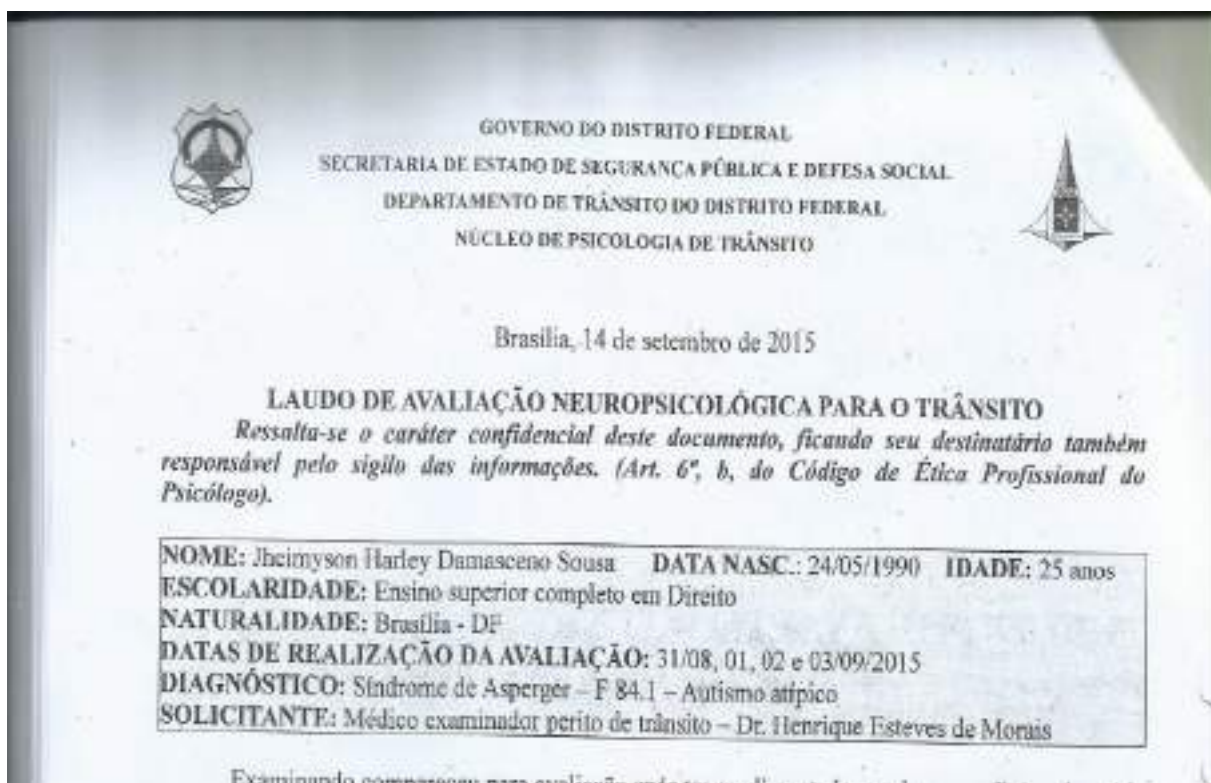 GOVERNO DO DISTRITO FEDERAL
SECRETARIA DE ESTADO DE SEGURANÇA PÚBLICA E DEFESA SOCIAL
DEPARTAMENTO DE TRÂNSITO DO DISTRITO FEDERAL
NÚCLEO DE PSICOLOGIA DE TRÂNSITO
Brasília, 14 de setembro de 2015
LAUDO DE AVALIAÇÃO NEUROPSICOLÓGICA PARA O TRÂNSITO
Ressalta-se o caráter confidencial deste documento, ficando seu destinatário também
responsável pelo sigilo das informações. (Art. 6º, b, do Código de Ética Profissional do
Psicólogo).
NOME: Jheimyson Harley Damasceno Sousa DATA NASC.: 24/05/1990 IDADE: 25 anos
ESCOLARIDADE: Ensino superior completo em Direito
NATURALIDADE: Brasília - DF
DATAS DE REALIZAÇÃO DA AVALIAÇÃO: 31/08, 01, 02 e 03/09/2015
DIAGNÓSTICO: Síndrome de Asperger – F 84.1 – Autismo atípico
SOLICITANTE: Médico examinador perito de trânsito – Dr. Henrique Esteves de Morais
Examinando compareceu para avaliação